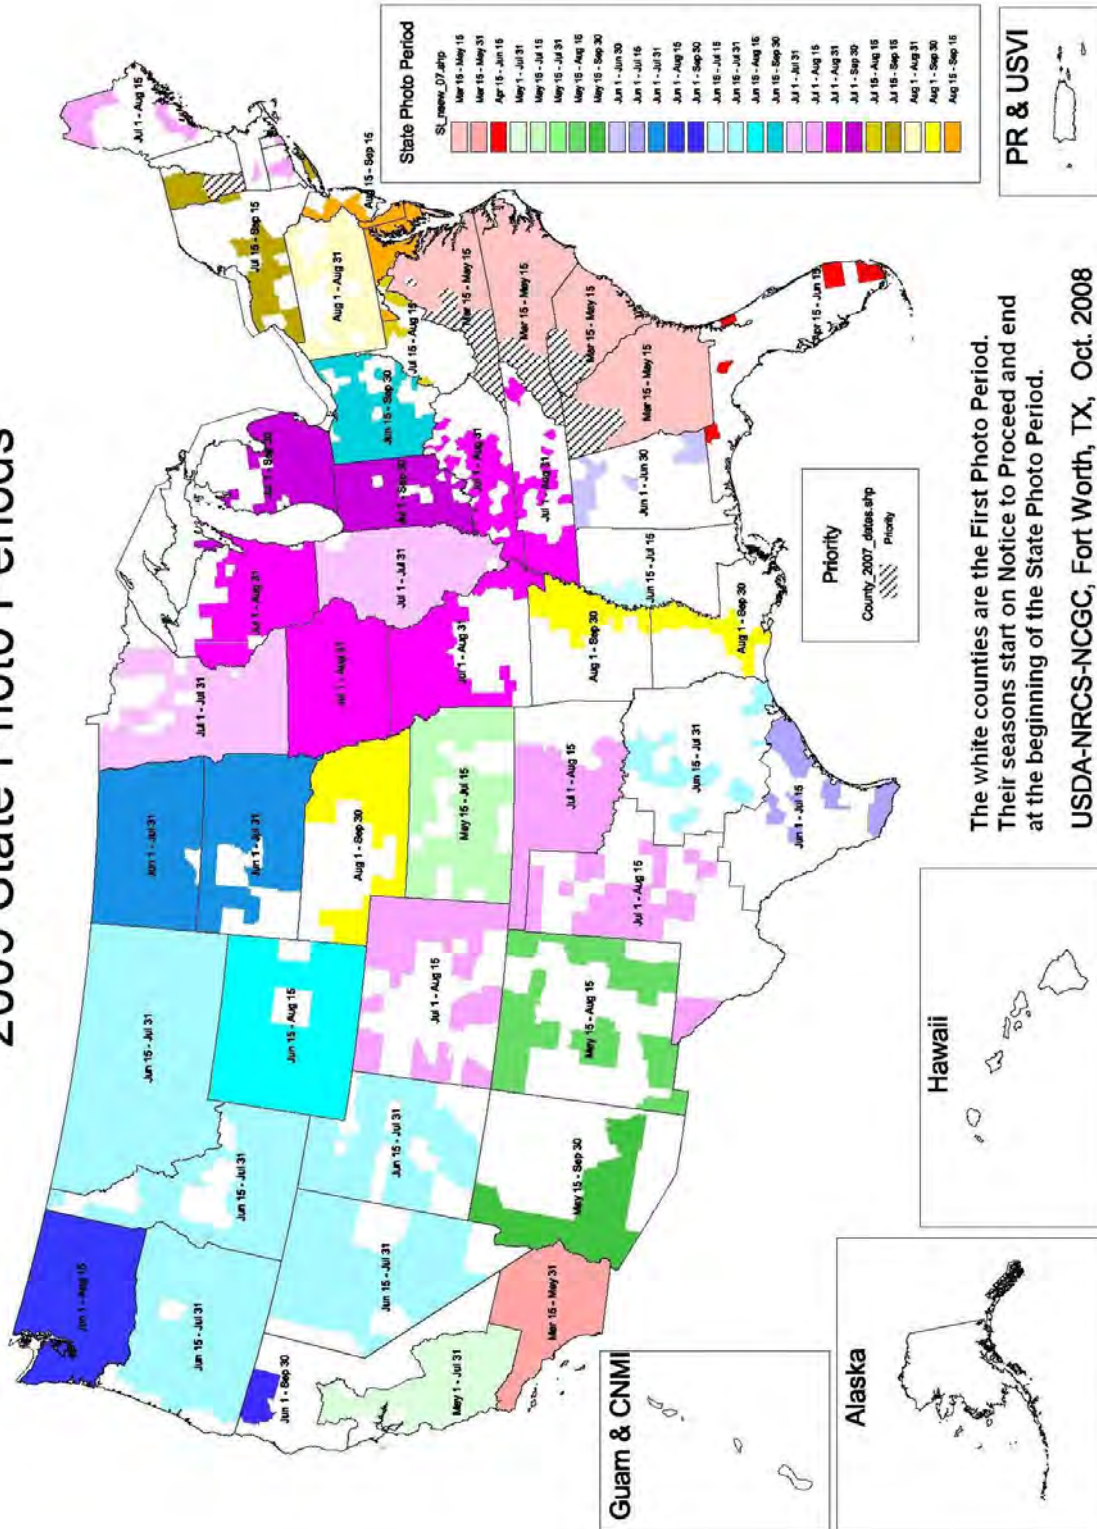 2009 State Photo Periods
State Photo Period
Mar 15 - May 15
Mar 15 - May 31
Apr 15 - Jun 15
May 1 - Jul 31
May 15 - Jul 15
May 15 - Jul 31
May 15 - Aug 15
May 15 - Sep 30
Jun 1 - Jun 30
Jun 1 - Jul 15
Jun 1 - Jul 31
Jun 1 - Aug 15
Jun 1 - Sep 30
Jun 15 - Jul 15
Jun 15 - Jul 31
Jun 15 - Aug 15
Jun 15 - Sep 30
Jul 1 - Jul 31
Jul 1 - Aug 15
Jul 1 - Aug 31
Jul 1 - Sep 30
Jul 15 - Aug 15
Jul 15 - Sep 15
Aug 1 - Aug 31
Aug 1 - Sep 30
Aug 15 - Sep 15
Jun 1 - Aug 15
Jun 15 - Jul 31
Jun 1 - Sep 30
May 1 - Jul 31
Mar 15 - May 31
Jun 15 - Jul 31
Jun 15 - Jul 31
Jun 15 - Jul 31
Jun 15 - Jul 31
May 15 - Sep 30
Jun 15 - Aug 15
Jul 1 - Aug 15
May 15 - Aug 15
Jun 1 - Jul 31
Jun 1 - Jul 31
Aug 1 - Sep 30
May 15 - Jul 15
Jul 1 - Aug 15
Jul 1 - Aug 15
Jun 15 - Jul 31
Jun 1 - Jul 15
Jul 1 - Jul 31
Jul 1 - Aug 31
Jul 1 - Aug 31
Aug 1 - Sep 30
Aug 1 - Sep 30
Jul 1 - Aug 31
Jul 1 - Jul 31
Jun 15 - Jul 15
Jul 1 - Sep 30
Jul 1 - Sep 30
Jul 1 - Aug 31
Jul 1 - Aug 31
Jun 1 - Jun 30
Jun 15 - Sep 30
Jul 15 - Aug 15
Mar 15 - May 15
Mar 15 - May 15
Mar 15 - May 15
Mar 15 - May 15
Apr 15 - Jun 15
Aug 1 - Aug 31
Jul 15 - Sep 15
Aug 15 - Sep 15
Jul 1 - Aug 15
Priority
County_2007_dates.shp
Priority
PR & USVI
Guam & CNMI
Alaska
Hawaii
The white counties are the First Photo Period.
Their seasons start on Notice to Proceed and end
at the beginning of the State Photo Period.
USDA-NRCS-NCGC, Fort Worth, TX, Oct. 2008